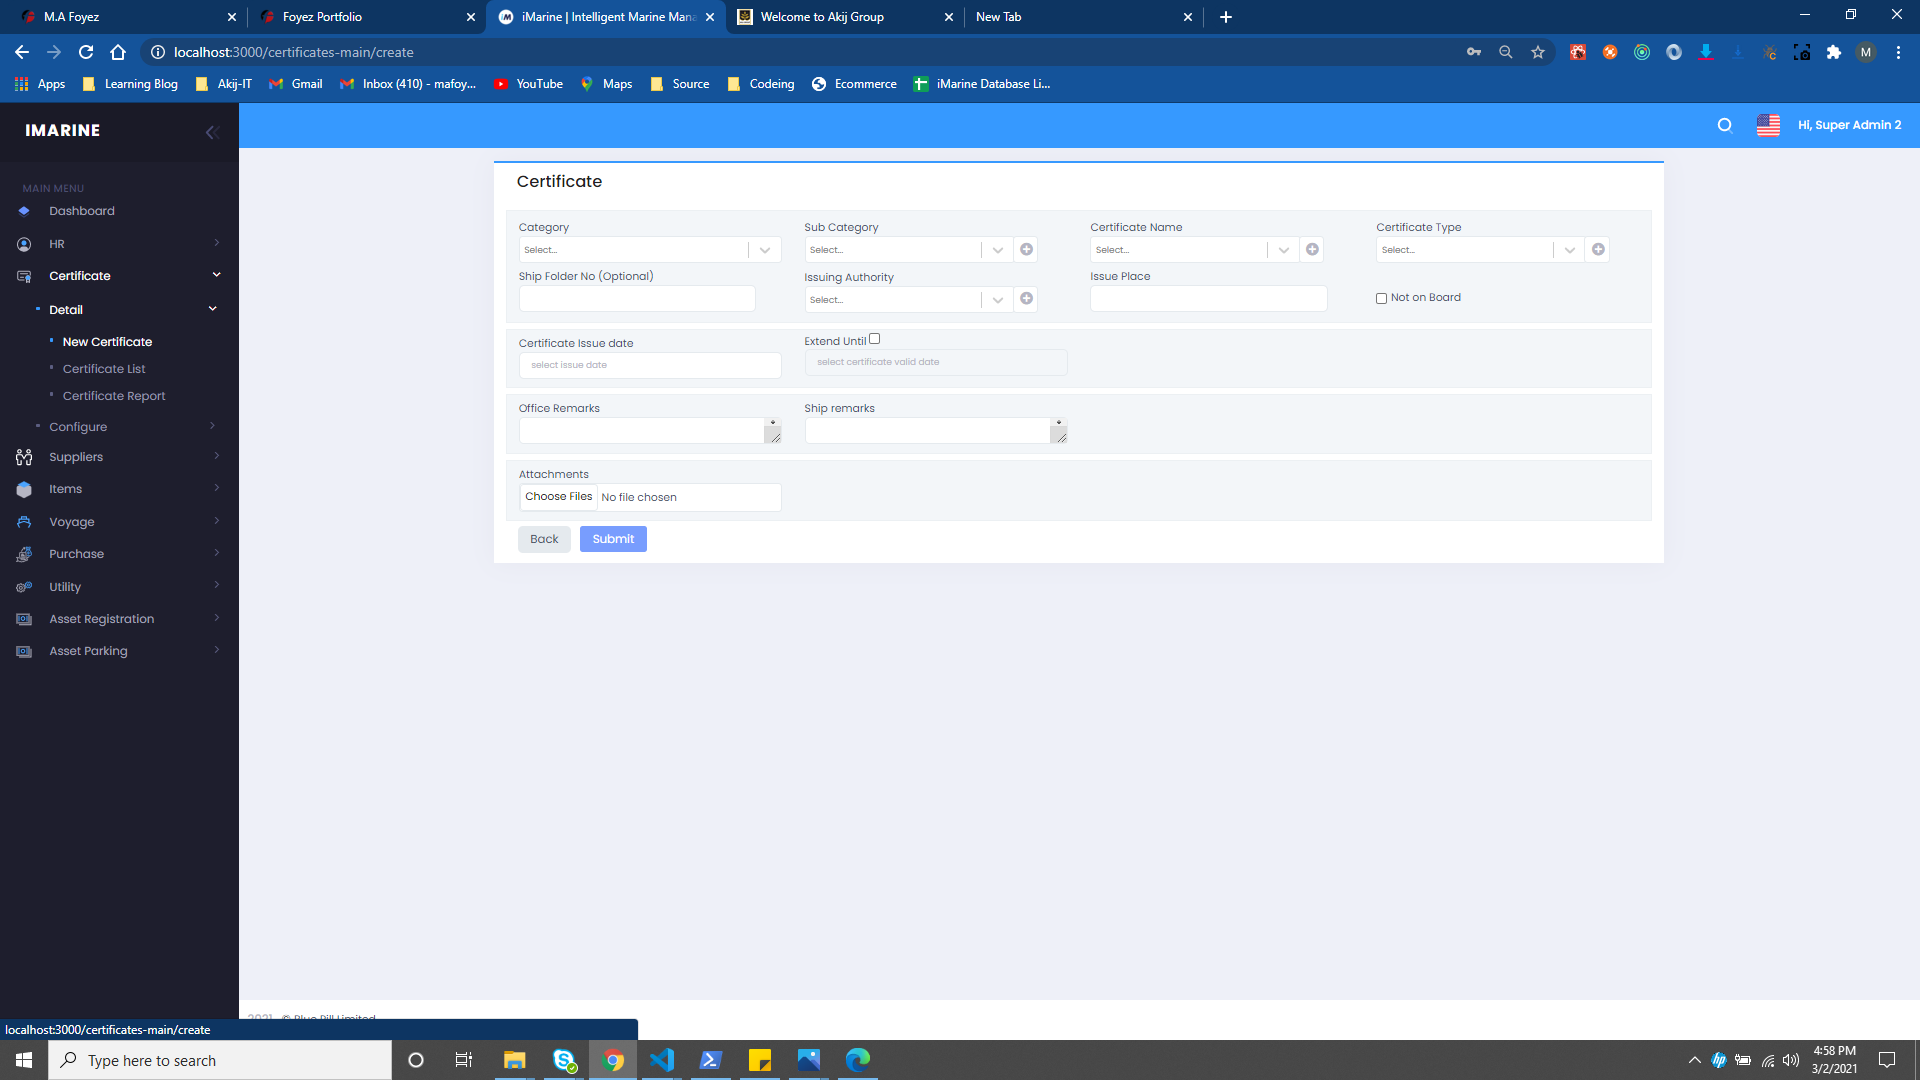 M.A Foyez
Foyez Portfolio
iMarine | Intelligent Marine Mana
Welcome to Akij Group
New Tab
localhost:3000/certificates-main/create
M
Apps
Learning Blog
Akij-IT
Gmail
Inbox (410) - mafoy...
YouTube
Maps
Source
Codeing
Ecommerce
iMarine Database Li...
IMARINE
Hi, Super Admin 2
MAIN MENU
Dashboard
HR
Certificate
Detail
New Certificate
Certificate List
Certificate Report
Configure
Suppliers
Items
Voyage
Purchase
Utility
Asset Registration
Asset Parking
Certificate
Category
Sub Category
Certificate Name
Certificate Type
Select...
Select...
Select...
Select...
Ship Folder No (Optional)
Issuing Authority
Issue Place
Select...
Not on Board
Certificate Issue date
Extend Until
select issue date
select certificate valid date
Office Remarks
Ship remarks
Attachments
Choose Files
No file chosen
Back
Submit
2021 © Blue Pill Limited
localhost:3000/certificates-main/create
Type here to search
4:58 PM
3/2/2021